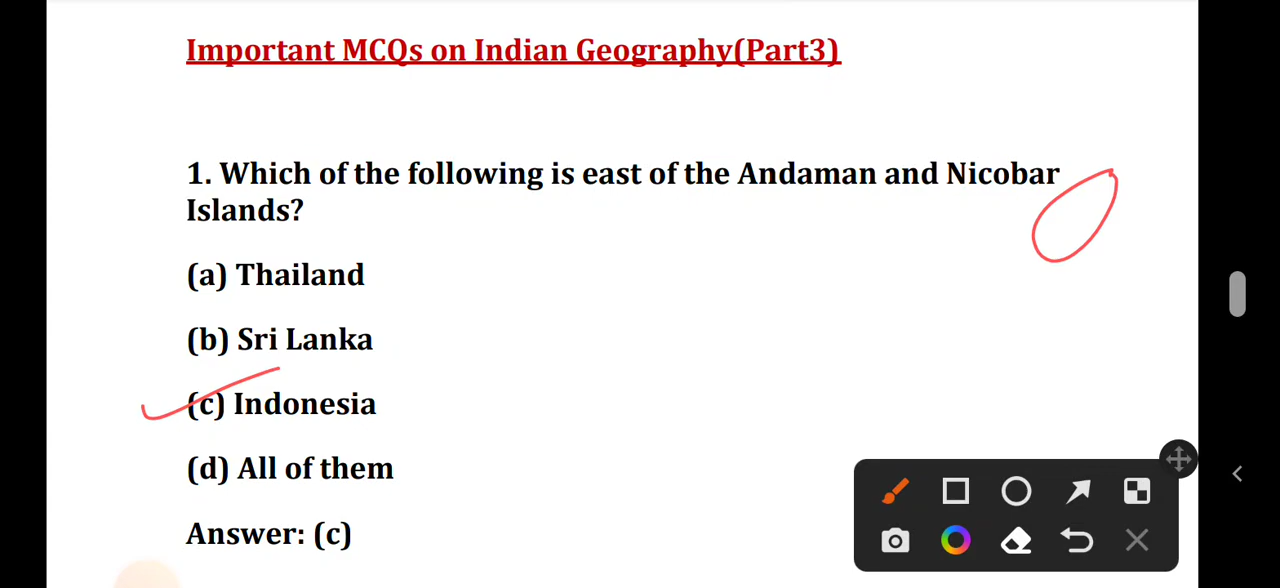 Important MCQs on Indian Geography(Part3)
1. Which of the following is east of the Andaman and Nicobar
Islands?
(a) Thailand
(b) Sri Lanka
(c) Indonesia
(d) All of them
Answer: (c)